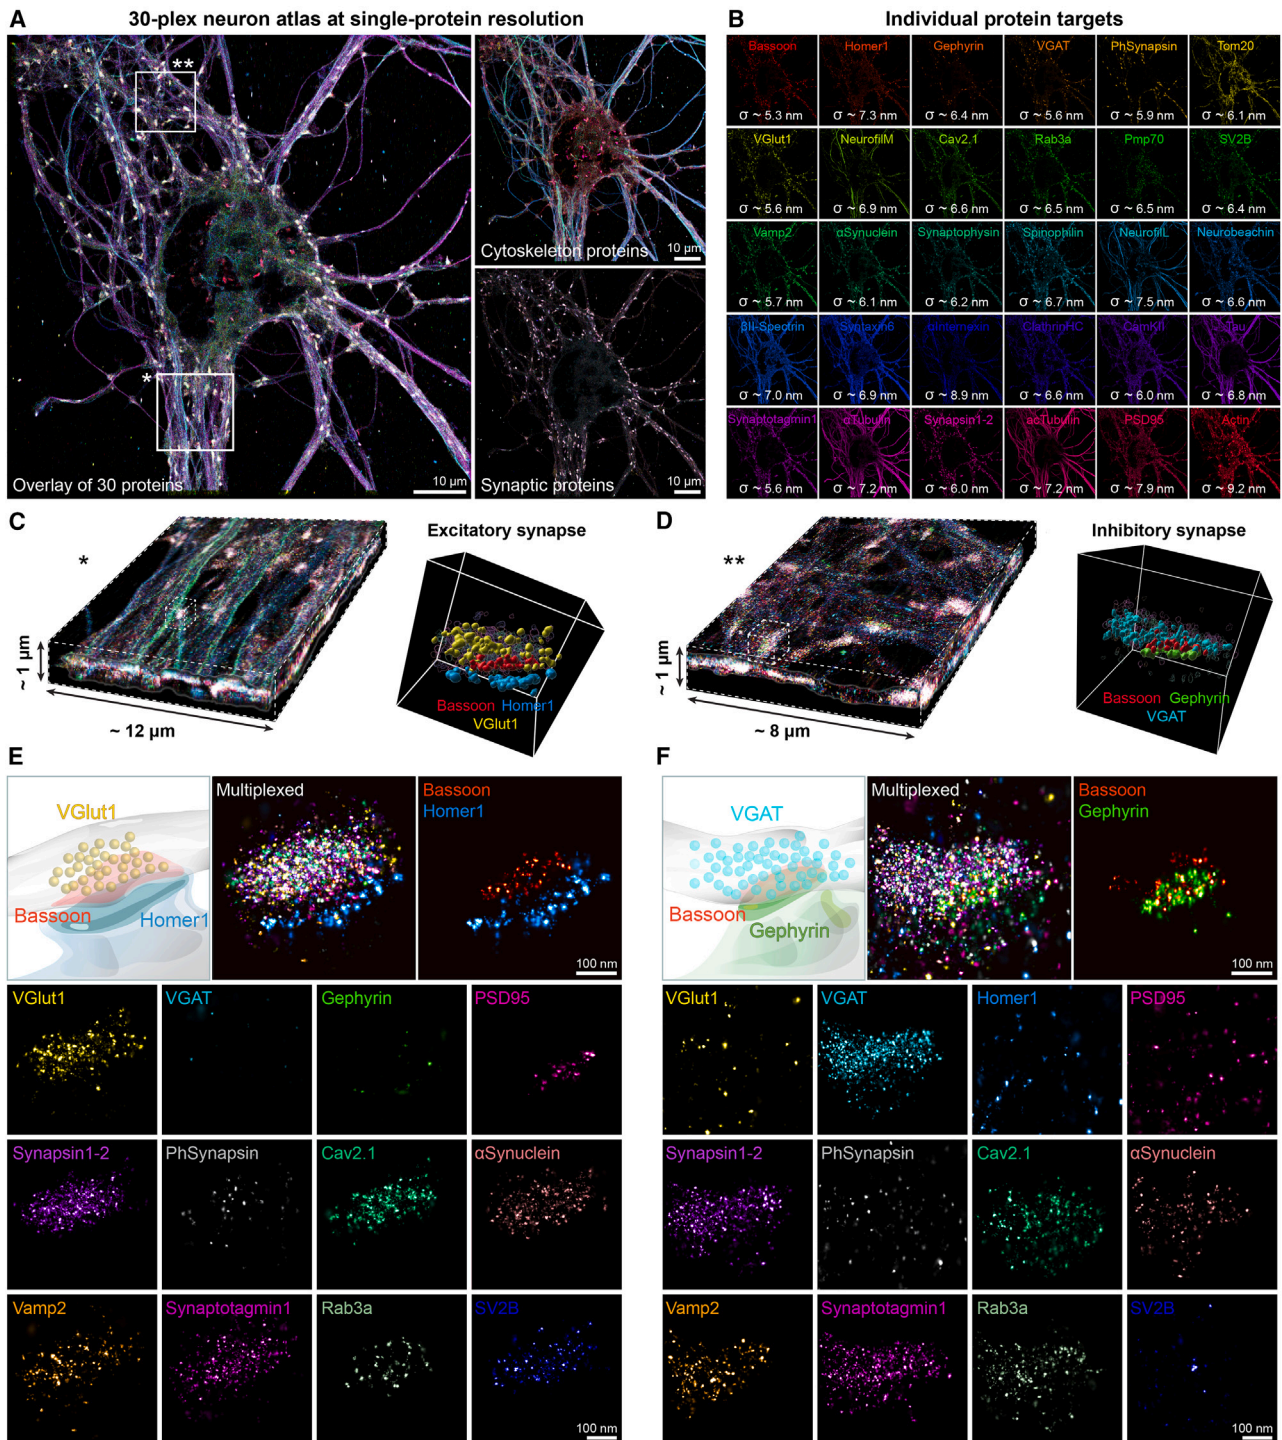 A
30-plex neuron atlas at single-protein resolution
**
*
Overlay of 30 proteins
10 µm
Cytoskeleton proteins
10 µm
Synaptic proteins
10 µm
B
Individual protein targets
Bassoon Homer1 Gephyrin VGAT PhSynapsin Tom20
σ ~ 5.3 nm σ ~ 7.3 nm σ ~ 6.4 nm σ ~ 5.6 nm σ ~ 5.9 nm σ ~ 6.1 nm
VGlut1 NeurofilM Cav2.1 Rab3a Pmp70 SV2B
σ ~ 5.6 nm σ ~ 6.9 nm σ ~ 6.6 nm σ ~ 6.5 nm σ ~ 6.5 nm σ ~ 6.4 nm
Vamp2 αSynuclein Synaptophysin Spinophilin NeurofilL Neurobeachin
σ ~ 5.7 nm σ ~ 6.1 nm σ ~ 6.2 nm σ ~ 6.7 nm σ ~ 7.5 nm σ ~ 6.6 nm
βII-Spectrin Syntaxin6 αInternexin ClathrinHC CamKII Tau
σ ~ 7.0 nm σ ~ 6.9 nm σ ~ 8.9 nm σ ~ 6.6 nm σ ~ 6.0 nm σ ~ 6.8 nm
Synaptotagmin1 αTubulin Synapsin1-2 acTubulin PSD95 Actin
σ ~ 5.6 nm σ ~ 7.2 nm σ ~ 6.0 nm σ ~ 7.2 nm σ ~ 7.9 nm σ ~ 9.2 nm
C
*
~ 1 µm
~ 12 µm
Excitatory synapse
Bassoon Homer1
VGlut1
D
**
~ 1 µm
~ 8 µm
Inhibitory synapse
Bassoon Gephyrin
VGAT
E
VGlut1
Bassoon
Homer1
Multiplexed
Bassoon
Homer1
100 nm
VGlut1 VGAT Gephyrin PSD95
Synapsin1-2 PhSynapsin Cav2.1 αSynuclein
Vamp2 Synaptotagmin1 Rab3a SV2B
100 nm
F
VGAT
Bassoon
Gephyrin
Multiplexed
Bassoon
Gephyrin
100 nm
VGlut1 VGAT Homer1 PSD95
Synapsin1-2 PhSynapsin Cav2.1 αSynuclein
Vamp2 Synaptotagmin1 Rab3a SV2B
100 nm